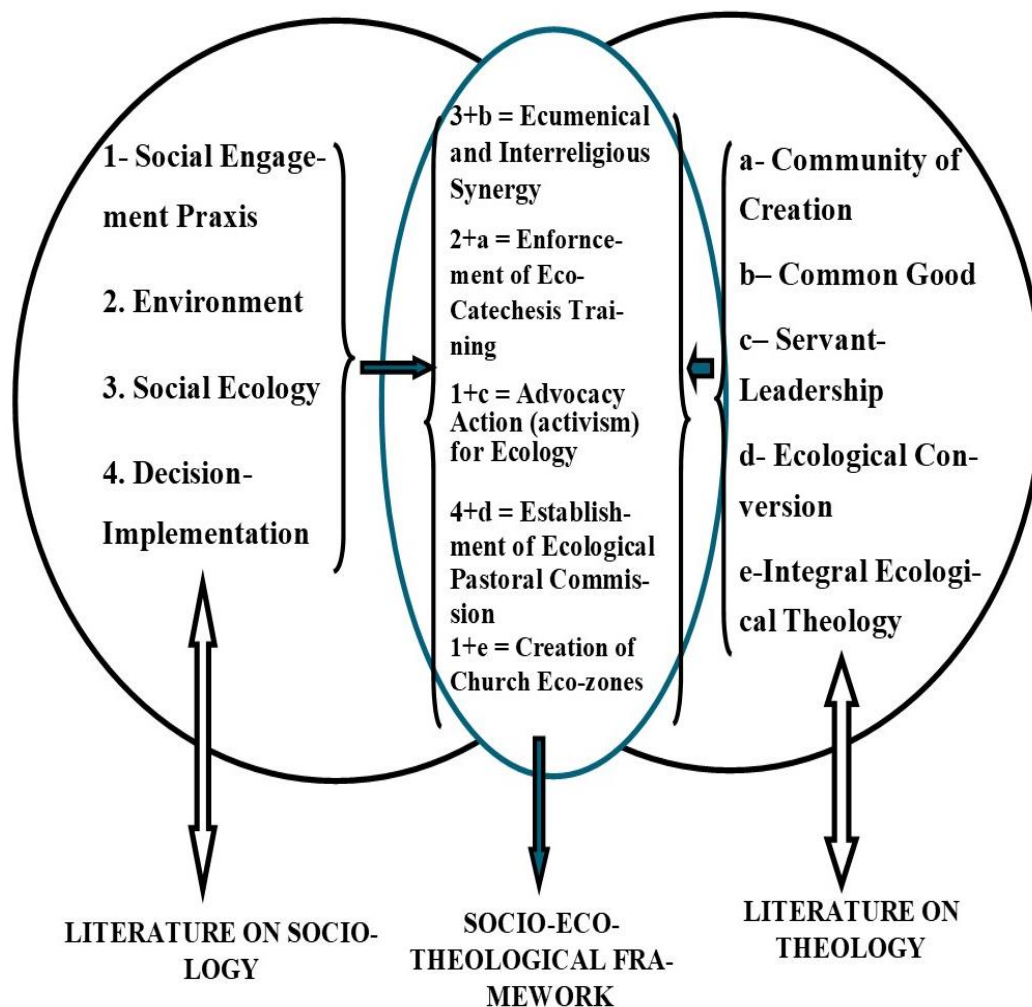 1- Social Engage-
ment Praxis
2. Environment
3. Social Ecology
4. Decision-
Implementation
3+b = Ecumenical
and Interreligious
Synergy
2+a = Enfornce-
ment of Eco-
Catechesis Trai-
ning
1+c = Advocacy
Action (activism)
for Ecology
4+d = Establish-
ment of Ecological
Pastoral Commis-
sion
1+e = Creation of
Church Eco-zones
a- Community of
Creation
b– Common Good
c– Servant-
Leadership
d- Ecological Con-
version
e-Integral Ecologi-
cal Theology
LITERATURE ON SOCIO-
LOGY
SOCIO-ECO-
THEOLOGICAL FRA-
MEWORK
LITERATURE ON
THEOLOGY